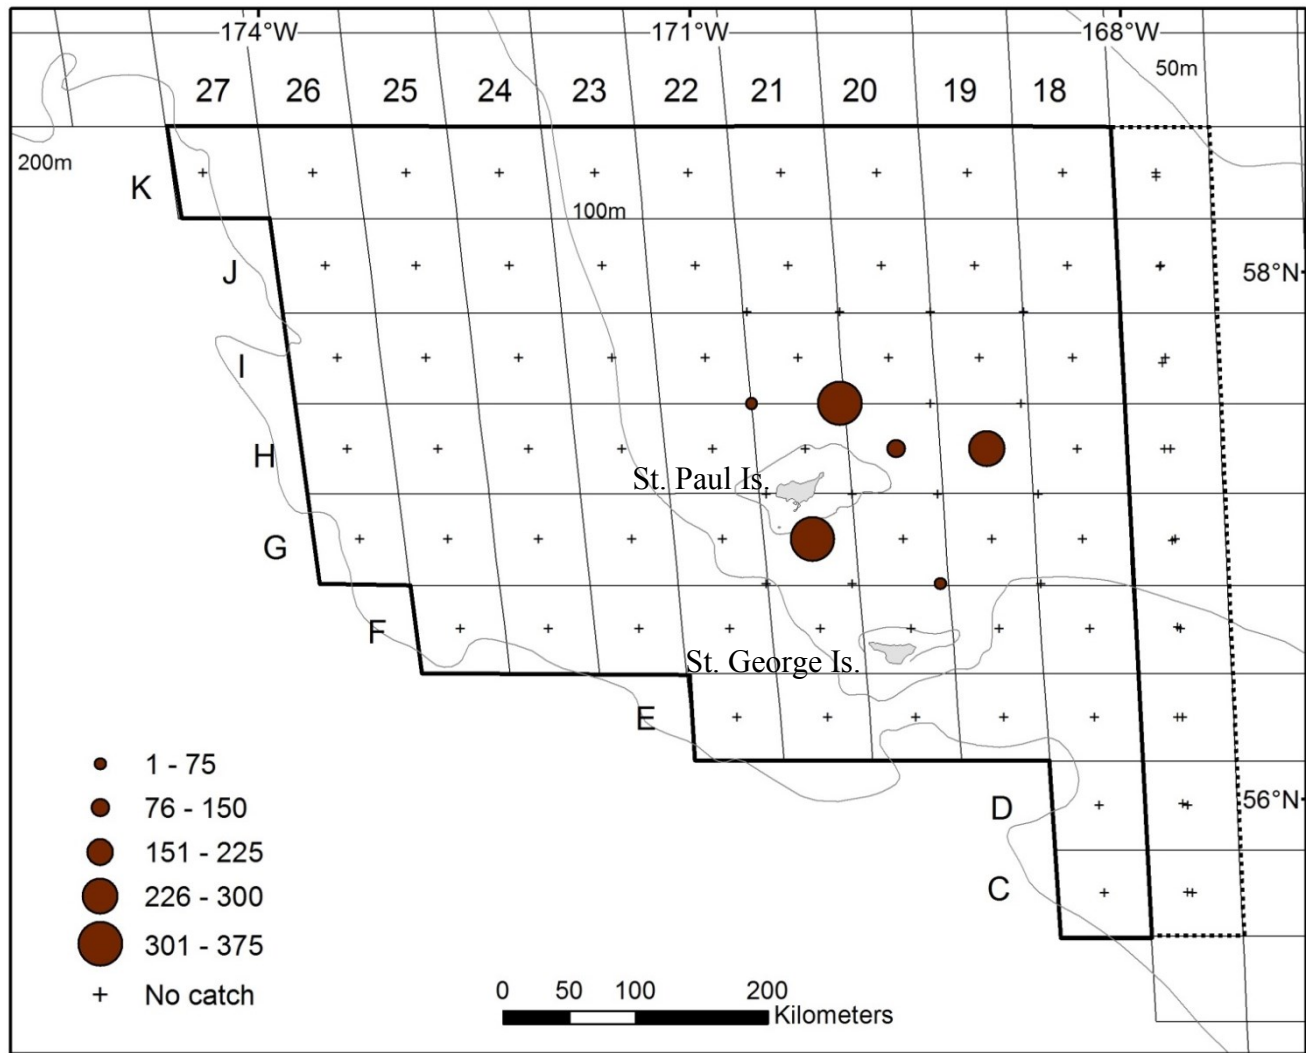 174°W 171°W 168°W
50m
27 26 25 24 23 22 21 20 19 18
200m
K
100m
J
58°N
I
H
St. Paul Is.
G
F
St. George Is.
E
1 - 75
56°N
D
76 - 150
151 - 225
C
226 - 300
301 - 375
No catch
0 50 100 200
Kilometers